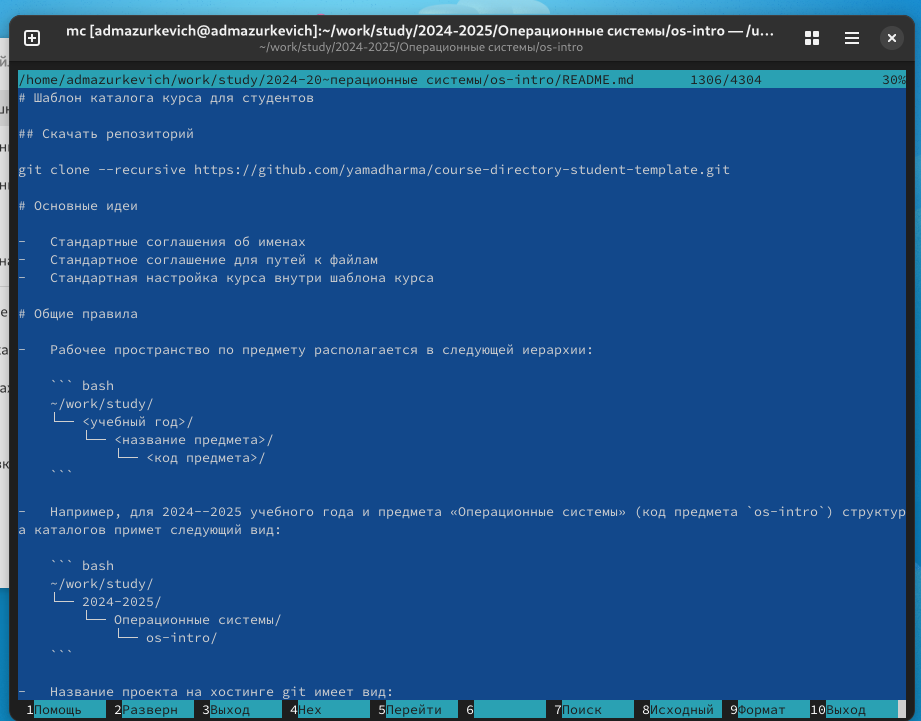 mc [admazurkevich@admazurkevich]:~/work/study/2024-2025/Операционные системы/os-intro — /u...
~/work/study/2024-2025/Операционные системы/os-intro
/home/admazurkevich/work/study/2024-20~перационные системы/os-intro/README.md 1306/4304 30%
# Шаблон каталога курса для студентов
## Скачать репозиторий
git clone --recursive https://github.com/yamadharma/course-directory-student-template.git
# Основные идеи
- Стандартные соглашения об именах
- Стандартное соглашение для путей к файлам
- Стандартная настройка курса внутри шаблона курса
# Общие правила
- Рабочее пространство по предмету располагается в следующей иерархии:
``` bash
~/work/study/
└── <учебный год>/
└── <название предмета>/
└── <код предмета>/
```
- Например, для 2024--2025 учебного года и предмета «Операционные системы» (код предмета `os-intro`) структур
а каталогов примет следующий вид:
``` bash
~/work/study/
└── 2024-2025/
└── Операционные системы/
└── os-intro/
```
- Название проекта на хостинге git имеет вид:
1Помощь 2Разверн 3Выход 4Hex 5Перейти 6 7Поиск 8Исходный 9Формат 10Выход